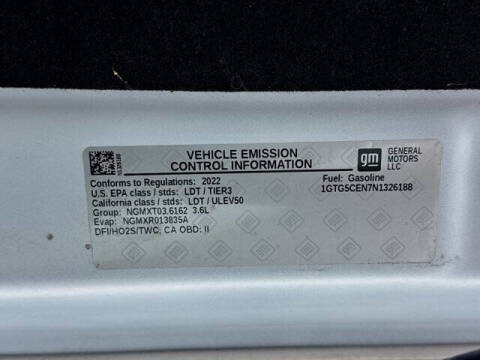 VEHICLE EMISSION
CONTROL INFORMATION
gm
GENERAL
MOTORS
LLC
Conforms to Regulations: 2022
U.S. EPA class / stds: LDT / TIER3
California class / stds: LDT / ULEV50
Group: NGMXT03.6162 3.6L
Evap: NGMXR013835A
DFI/HO2S/TWC, CA OBD: II
Fuel: Gasoline
1GTG5CEN7N1326188